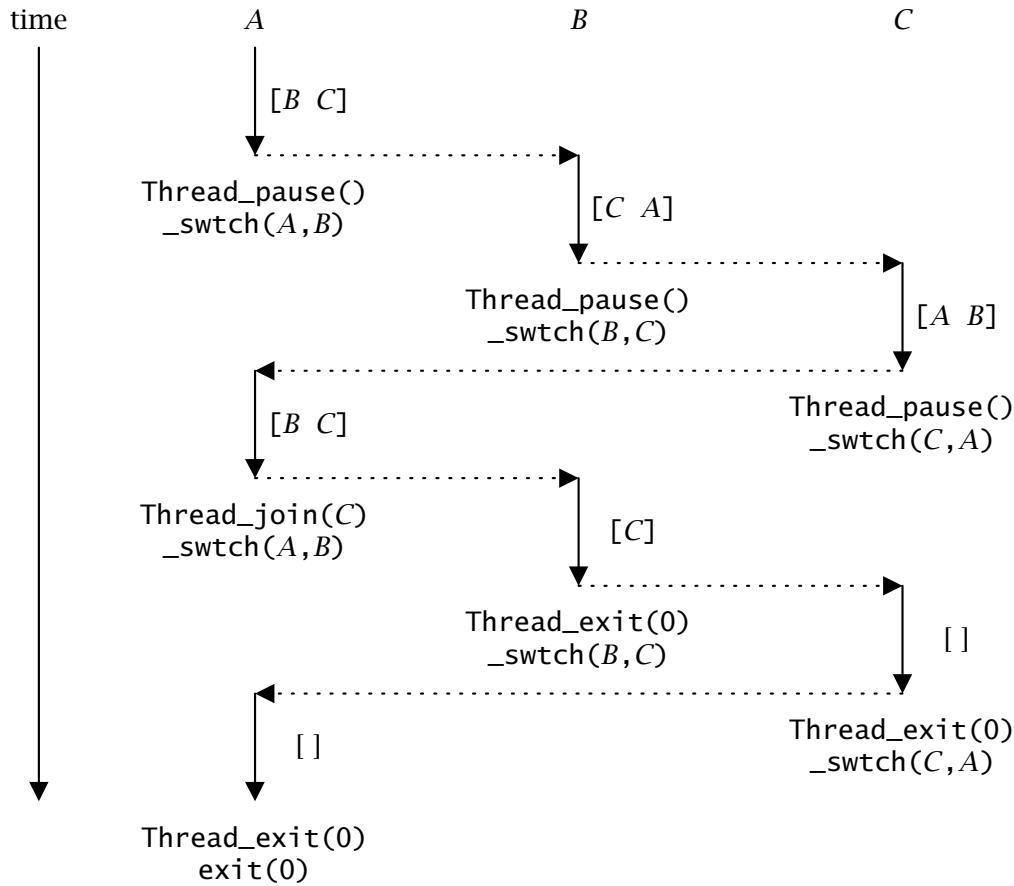 time A B C
[B C]
Thread_pause()
_swtch(A,B)
[C A]
Thread_pause()
_swtch(B,C)
[A B]
Thread_pause()
_swtch(C,A)
[B C]
Thread_join(C)
_swtch(A,B)
[C]
Thread_exit(0)
_swtch(B,C)
[ ]
Thread_exit(0)
_swtch(C,A)
[ ]
Thread_exit(0)
exit(0)